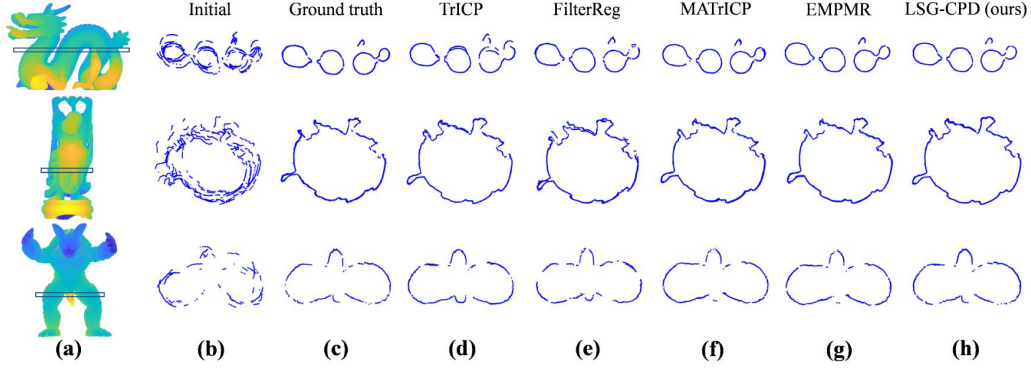 Initial Ground truth TrICP FilterReg MATrICP EMPMR LSG-CPD (ours)
(a) (b) (c) (d) (e) (f) (g) (h)